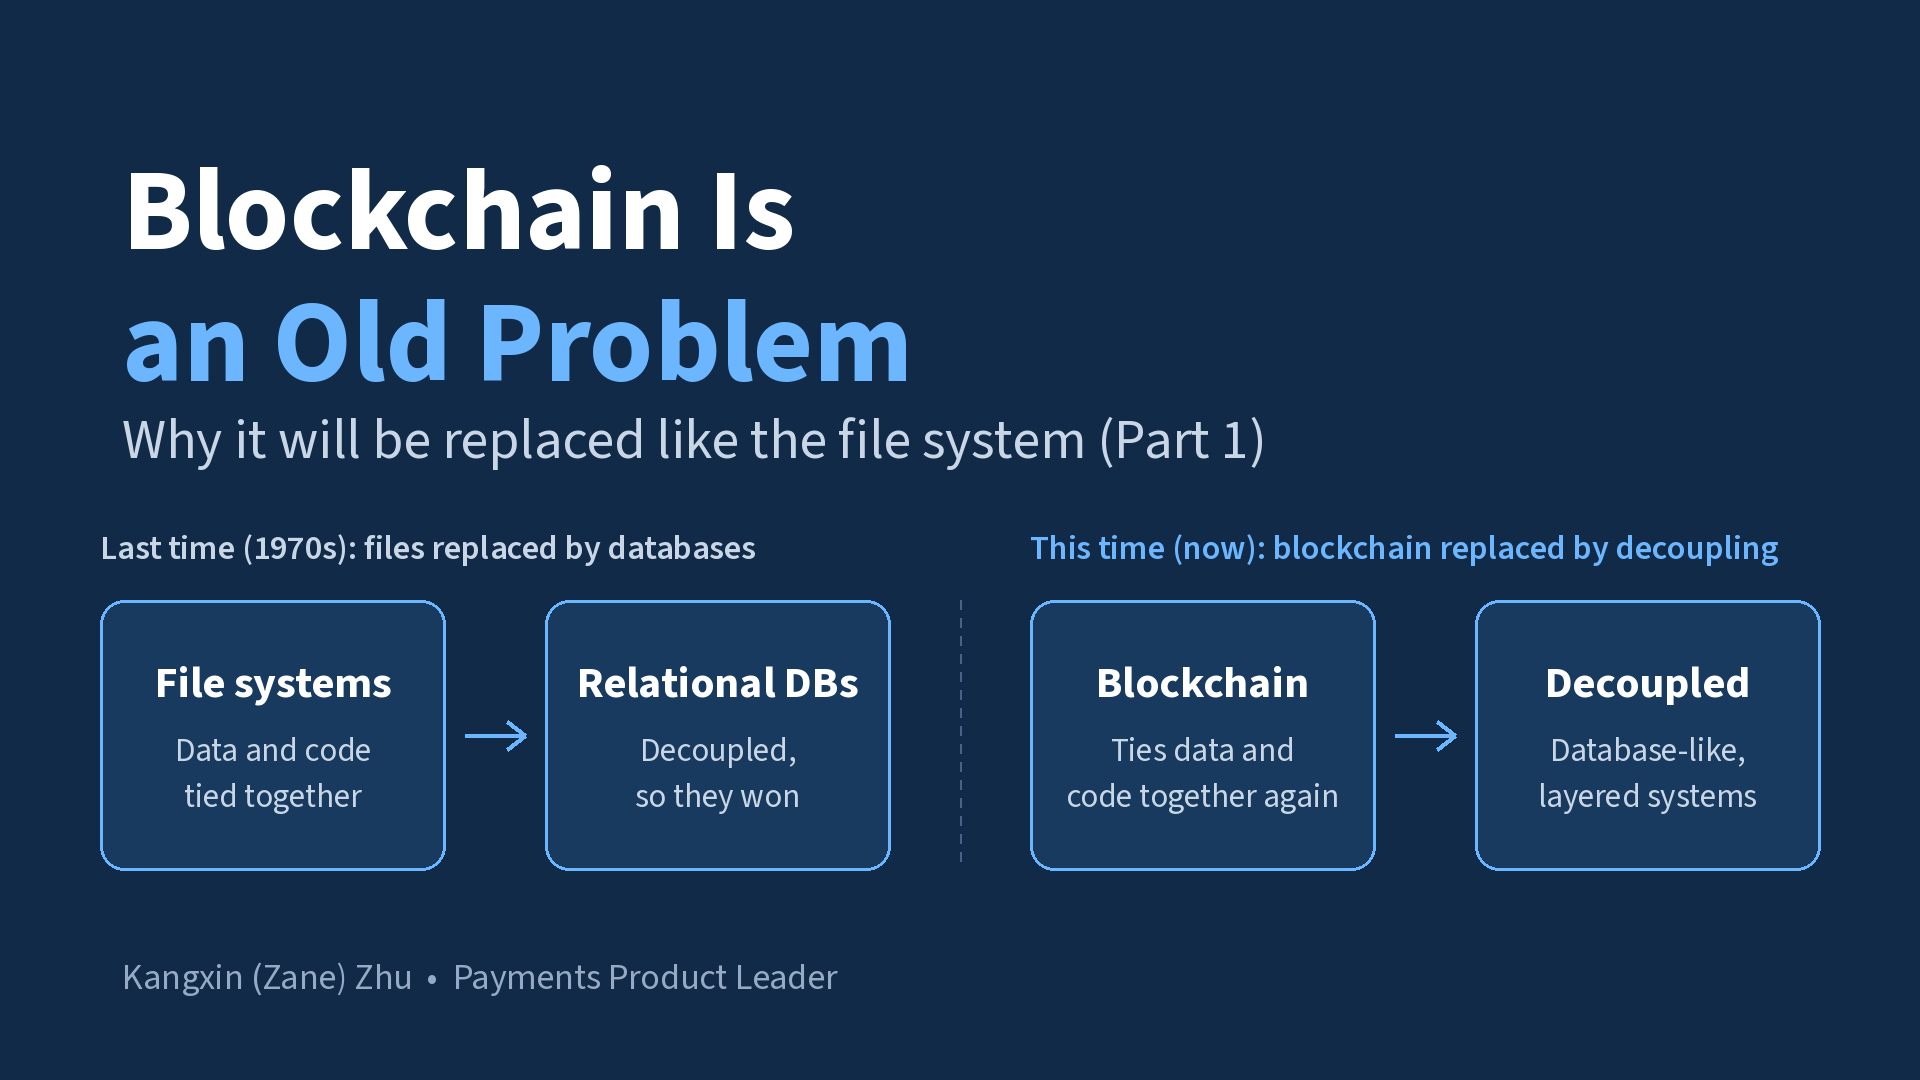 Blockchain Is
an Old Problem
Why it will be replaced like the file system (Part 1)
Last time (1970s): files replaced by databases
File systems
Data and code
tied together
Relational DBs
Decoupled,
so they won
This time (now): blockchain replaced by decoupling
Blockchain
Ties data and
code together again
Decoupled
Database-like,
layered systems
Kangxin (Zane) Zhu • Payments Product Leader